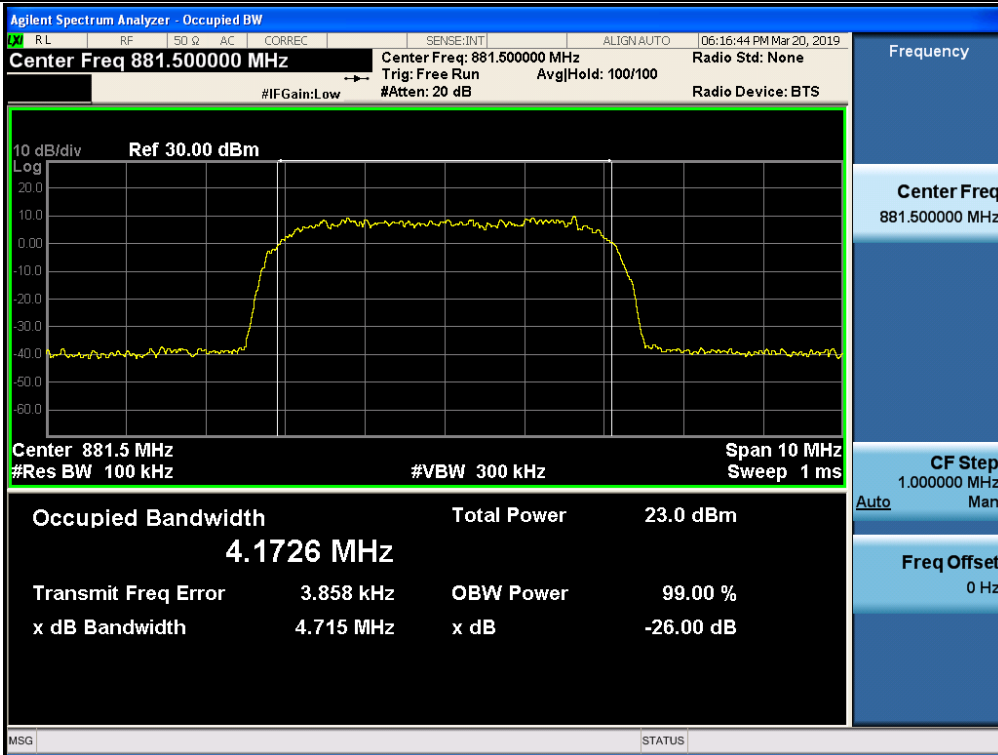 Agilent Spectrum Analyzer - Occupied BW
LXI RL RF 50 Ω AC CORREC SENSE:INT ALIGN AUTO 06:16:44 PM Mar 20, 2019
Center Freq 881.500000 MHz
Center Freq: 881.500000 MHz
Radio Std: None
Trig: Free Run Avg|Hold: 100/100
#IFGain:Low
#Atten: 20 dB
Radio Device: BTS
Frequency
10 dB/div Ref 30.00 dBm
Log
20.0
10.0
0.00
-10.0
-20.0
-30.0
-40.0
-50.0
-60.0
Center 881.5 MHz
Span 10 MHz
#Res BW 100 kHz
#VBW 300 kHz
Sweep 1 ms
Occupied Bandwidth
4.1726 MHz
Total Power 23.0 dBm
Transmit Freq Error 3.858 kHz
OBW Power 99.00 %
x dB Bandwidth 4.715 MHz
x dB -26.00 dB
Center Freq
881.500000 MHz
CF Step
1.000000 MHz
Auto Man
Freq Offset
0 Hz
MSG
STATUS